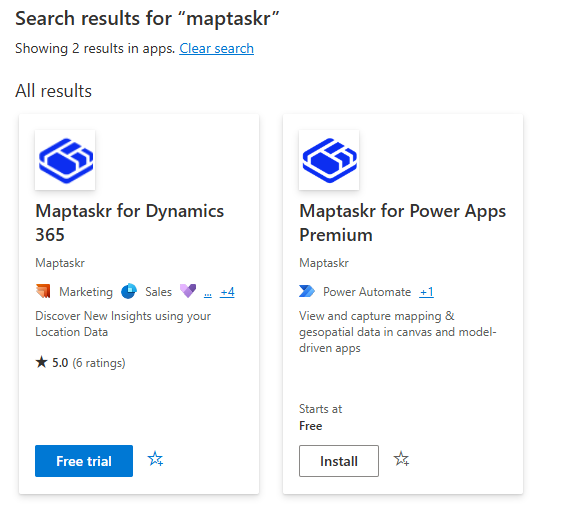 Search results for “maptaskr”
Showing 2 results in apps. Clear search
All results
Maptaskr for Dynamics
365
Maptaskr
Marketing Sales ... +4
Discover New Insights using your
Location Data
★ 5.0 (6 ratings)
Free trial
Maptaskr for Power Apps
Premium
Maptaskr
Power Automate +1
View and capture mapping &
geospatial data in canvas and model-
driven apps
Starts at
Free
Install